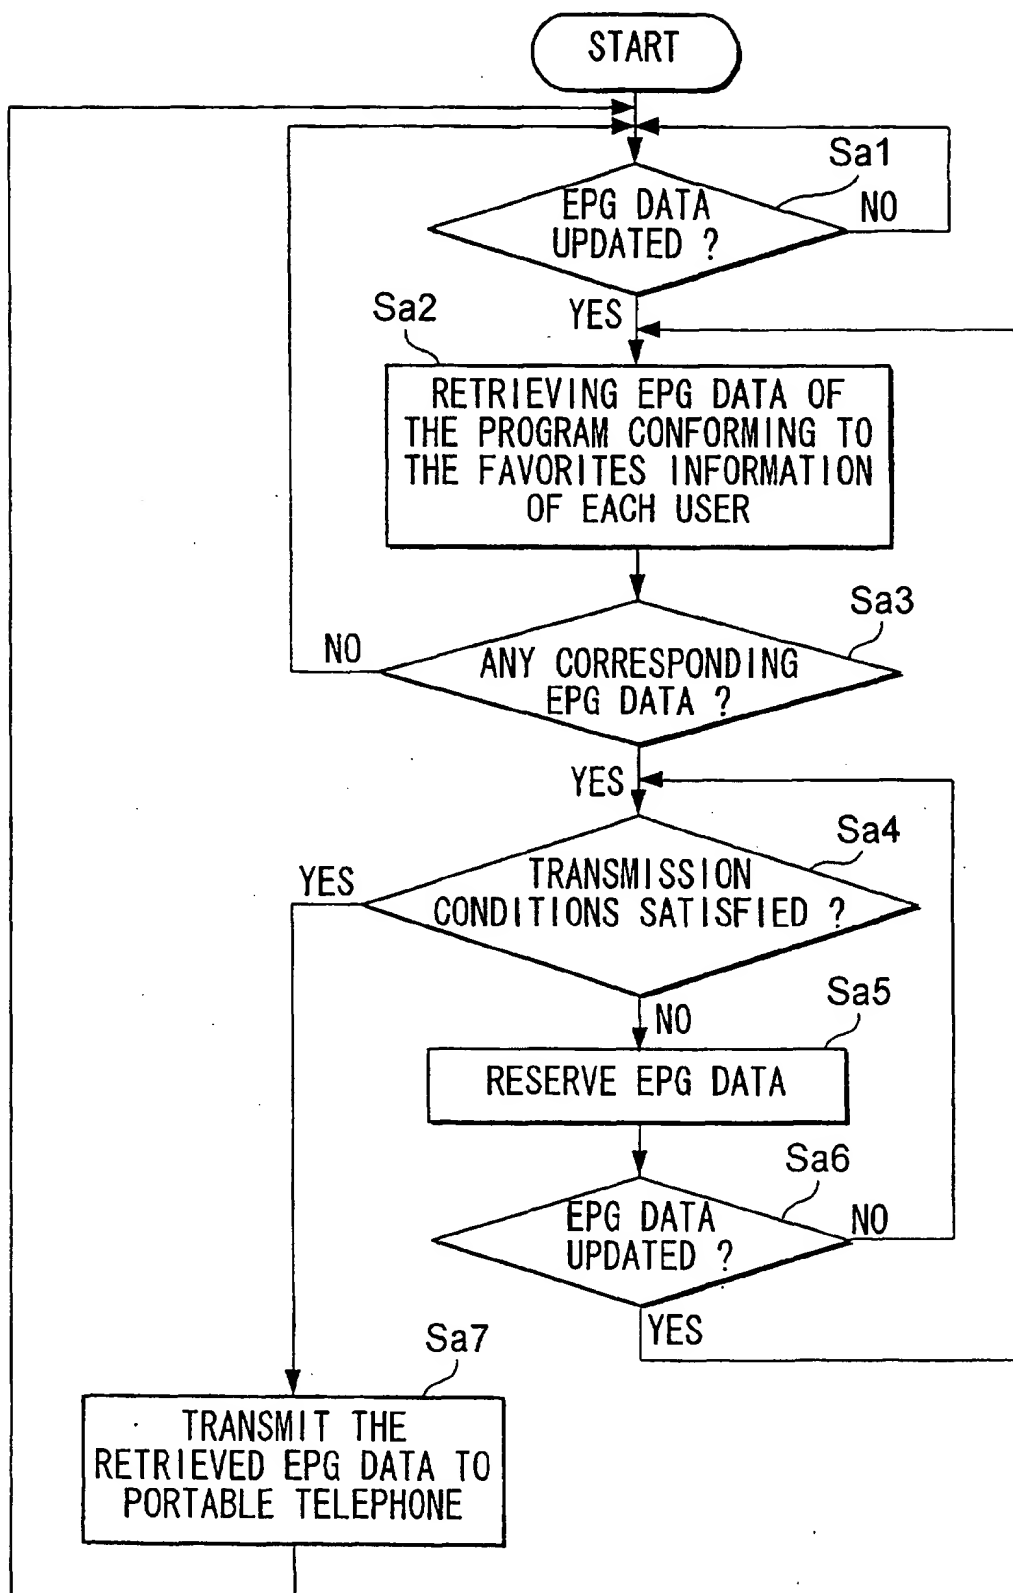 START
Sa1
EPG DATA
UPDATED ?
NO
YES
Sa2
RETRIEVING EPG DATA OF
THE PROGRAM CONFORMING TO
THE FAVORITES INFORMATION
OF EACH USER
Sa3
NO
ANY CORRESPONDING
EPG DATA ?
YES
Sa4
YES
TRANSMISSION
CONDITIONS SATISFIED ?
NO
Sa5
RESERVE EPG DATA
Sa6
EPG DATA
UPDATED ?
NO
YES
Sa7
TRANSMIT THE
RETRIEVED EPG DATA TO
PORTABLE TELEPHONE